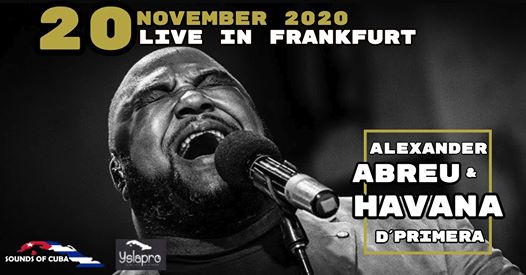 20 NOVEMBER 2020
LIVE IN FRANKFURT
ALEXANDER
ABREU &
HAVANA
D´PRIMERA
SOUNDS OF CUBA
Yslapro